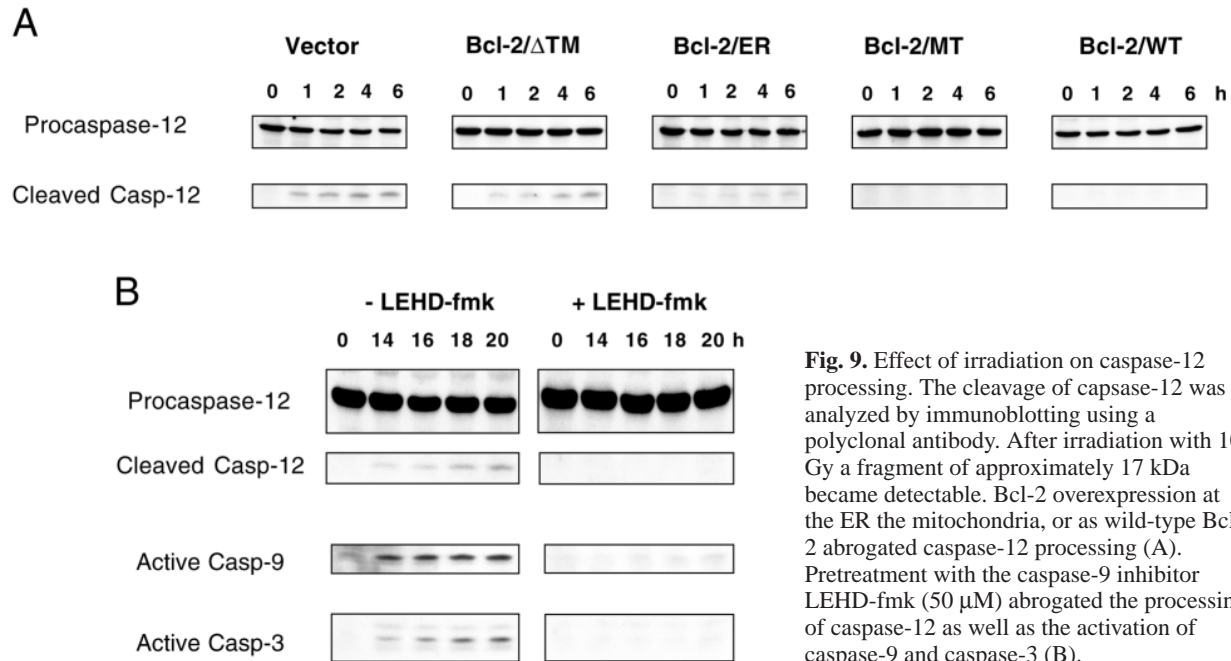 A
Vector Bcl-2/ΔTM Bcl-2/ER Bcl-2/MT Bcl-2/WT
0 1 2 4 6 0 1 2 4 6 0 1 2 4 6 0 1 2 4 6 0 1 2 4 6 h
Procaspase-12
Cleaved Casp-12
B
- LEHD-fmk + LEHD-fmk
0 14 16 18 20 h 0 14 16 18 20 h
Procaspase-12
Cleaved Casp-12
Active Casp-9
Active Casp-3
Fig. 9. Effect of irradiation on caspase-12
processing. The cleavage of capsase-12 was
analyzed by immunoblotting using a
polyclonal antibody. After irradiation with
Gy a fragment of approximately 17 kDa
became detectable. Bcl-2 overexpression at
the ER the mitochondria, or as wild-type Bcl
2 abrogated caspase-12 processing (A).
Pretreatment with the caspase-9 inhibitor
LEHD-fmk (50 μM) abrogated the processin
of caspase-12 as well as the activation of
caspase-9 and caspase-3 (B).